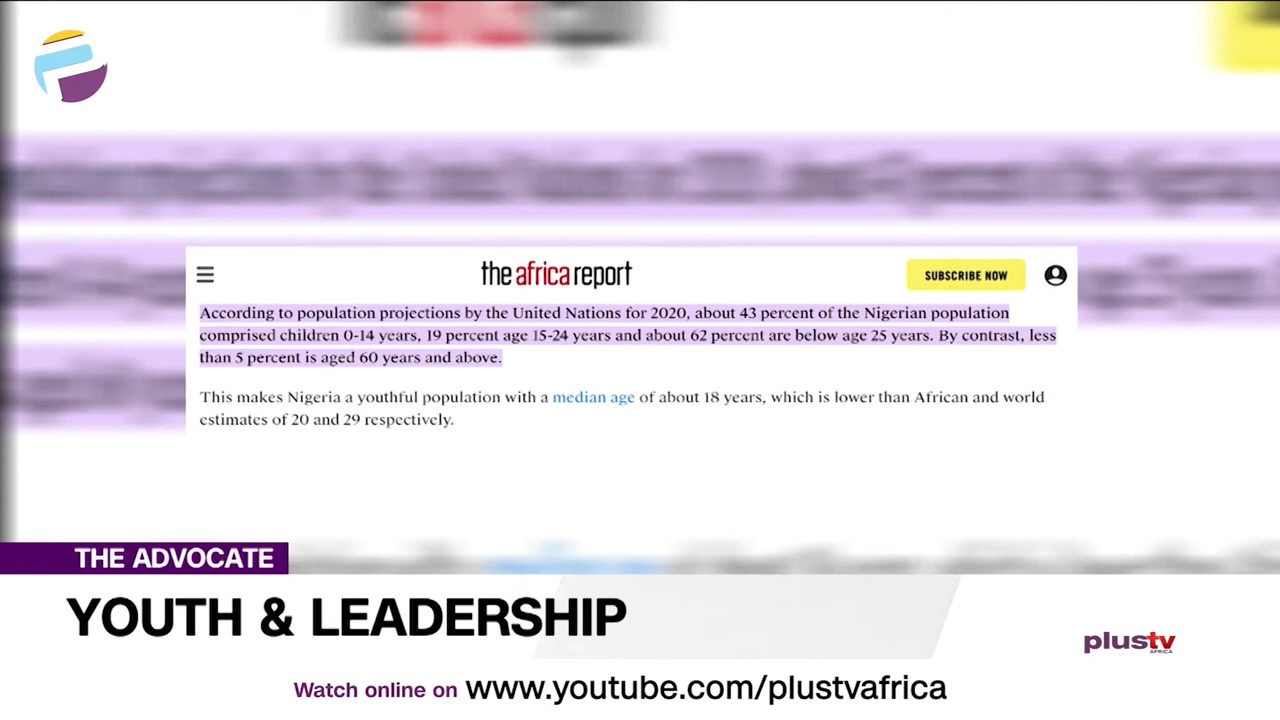 the africa report
SUBSCRIBE NOW
According to population projections by the United Nations for 2020, about 43 percent of the Nigerian population
comprised children 0-14 years, 19 percent age 15-24 years and about 62 percent are below age 25 years. By contrast, less
than 5 percent is aged 60 years and above.
This makes Nigeria a youthful population with a median age of about 18 years, which is lower than African and world
estimates of 20 and 29 respectively.
THE ADVOCATE
YOUTH & LEADERSHIP
plustv
AFRICA
Watch online on www.youtube.com/plustvafrica